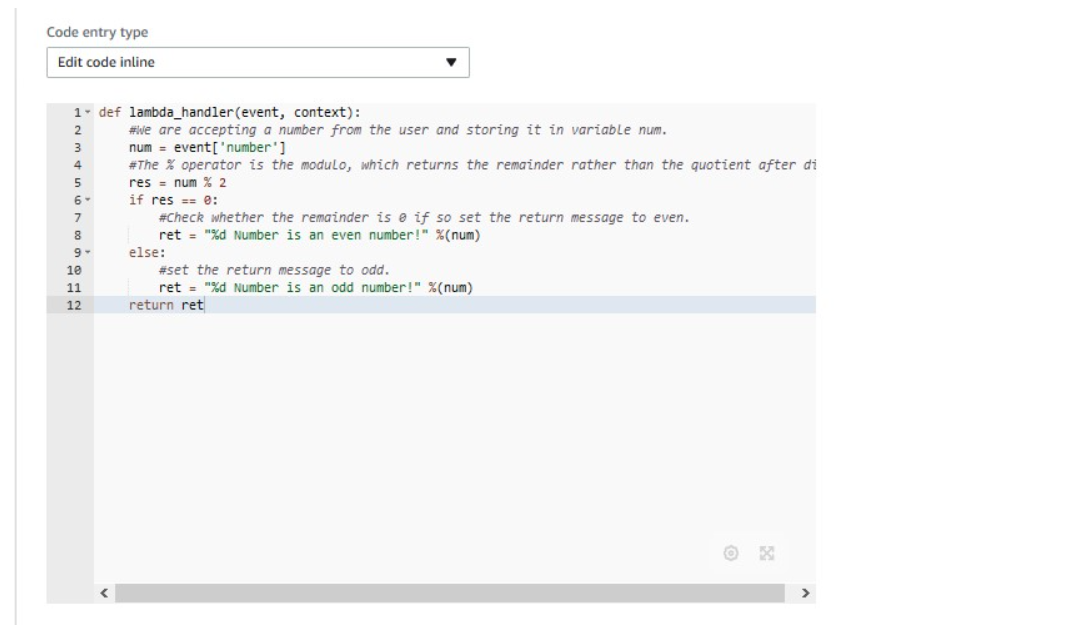 Code entry type
Edit code inline
1 def lambda_handler(event, context):
2 #We are accepting a number from the user and storing it in variable num.
3 num = event['number']
4 #The % operator is the modulo, which returns the remainder rather than the quotient after di
5 res = num % 2
6 if res == 0:
7 #Check whether the remainder is 0 if so set the return message to even.
8 ret = "%d Number is an even number!" %(num)
9 else:
10 #set the return message to odd.
11 ret = "%d Number is an odd number!" %(num)
12 return ret